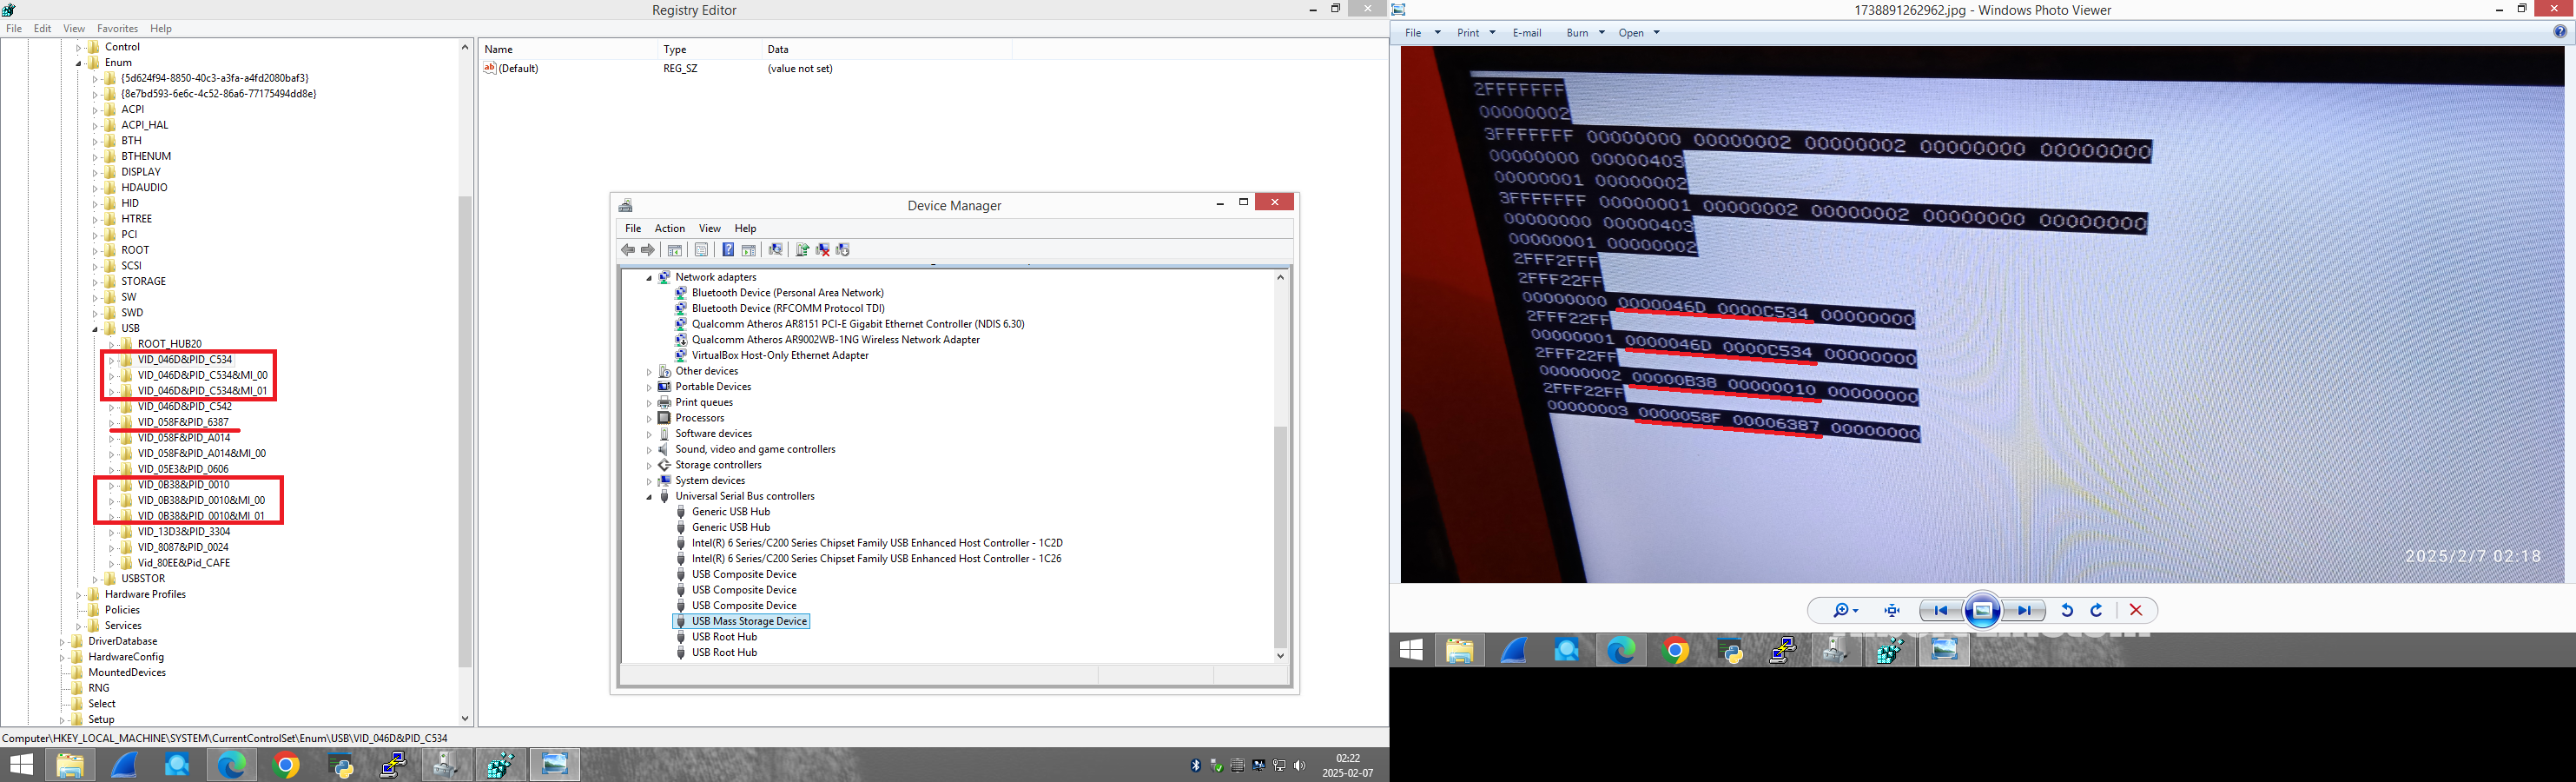 Registry Editor
File Edit View Favorites Help
Control
Enum
{5d624f94-8850-40c3-a3fa-a4fd2080baf3}
{8e7bd593-6e6c-4c52-86a6-77175494dd8e}
ACPI
ACPI_HAL
BTH
BTHENUM
DISPLAY
HDAUDIO
HID
HTREE
PCI
ROOT
SCSI
STORAGE
SW
SWD
USB
ROOT_HUB20
VID_046D&PID_C534
VID_046D&PID_C534&MI_00
VID_046D&PID_C534&MI_01
VID_046D&PID_C542
VID_058F&PID_6387
VID_058F&PID_A014
VID_058F&PID_A014&MI_00
VID_05E3&PID_0606
VID_0B38&PID_0010
VID_0B38&PID_0010&MI_00
VID_0B38&PID_0010&MI_01
VID_13D3&PID_3304
VID_8087&PID_0024
Vid_80EE&Pid_CAFE
USBSTOR
Hardware Profiles
Policies
Services
DriverDatabase
HardwareConfig
MountedDevices
RNG
Select
Setup
Name Type Data
ab (Default) REG_SZ (value not set)
Device Manager
File Action View Help
Network adapters
Bluetooth Device (Personal Area Network)
Bluetooth Device (RFCOMM Protocol TDI)
Qualcomm Atheros AR8151 PCI-E Gigabit Ethernet Controller (NDIS 6.30)
Qualcomm Atheros AR9002WB-1NG Wireless Network Adapter
VirtualBox Host-Only Ethernet Adapter
Other devices
Portable Devices
Print queues
Processors
Software devices
Sound, video and game controllers
Storage controllers
System devices
Universal Serial Bus controllers
Generic USB Hub
Generic USB Hub
Intel(R) 6 Series/C200 Series Chipset Family USB Enhanced Host Controller - 1C2D
Intel(R) 6 Series/C200 Series Chipset Family USB Enhanced Host Controller - 1C26
USB Composite Device
USB Composite Device
USB Composite Device
USB Mass Storage Device
USB Root Hub
USB Root Hub
Computer\HKEY_LOCAL_MACHINE\SYSTEM\CurrentControlSet\Enum\USB\VID_046D&PID_C534
02:22
2025-02-07
1738891262962.jpg - Windows Photo Viewer
File Print E-mail Burn Open
2FFFFFFF
00000002
3FFFFFFF 00000000 00000002 00000002 00000000 00000000
00000000 00000403
00000001 00000002
3FFFFFFF 00000001 00000002 00000002 00000000 00000000
00000000 00000403
00000001 00000002
2FFF2FFF
2FFF22FF
00000000 0000046D 0000C534 00000000
2FFF22FF
00000001 0000046D 0000C534 00000000
2FFF22FF
00000002 00000B38 00000010 00000000
2FFF22FF
00000003 0000058F 00006387 00000000
2025/2/7 02:18